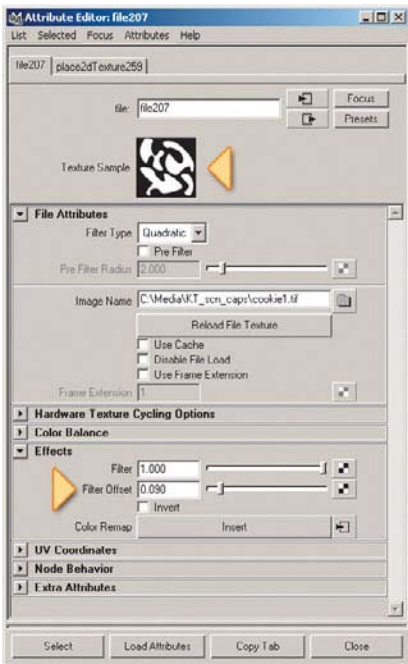 Attribute Editor: file207
List Selected Focus Attributes Help
file207 place2dTexture259
file: file207 Focus
Presets
Texture Sample
File Attributes
Filter Type Quadratic
Pre Filter
Pre Filter Radius 2.000
Image Name C:\Media\KT_scn_caps\cookie1.tif
Reload File Texture
Use Cache
Disable File Load
Use Frame Extension
Frame Extension 1
Hardware Texture Cycling Options
Color Balance
Effects
Filter 1.000
Filter Offset 0.090
Invert
Color Remap Insert
UV Coordinates
Node Behavior
Extra Attributes
Select Load Attributes Copy Tab Close